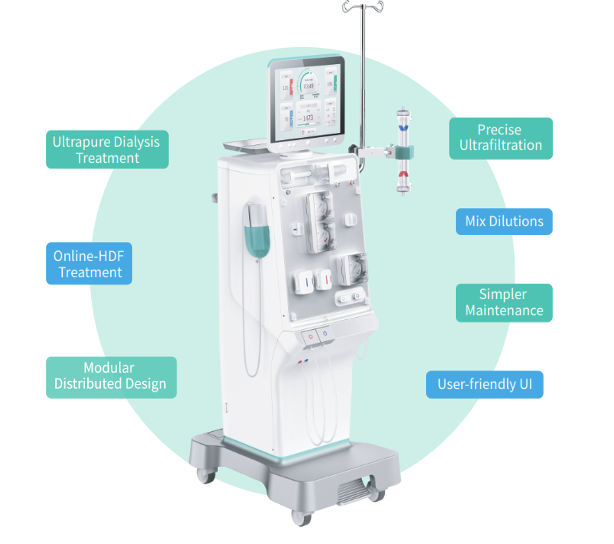 Ultrapure Dialysis
Treatment
Online-HDF
Treatment
Modular
Distributed Design
Precise
Ultrafiltration
Mix Dilutions
Simpler
Maintenance
User-friendly UI